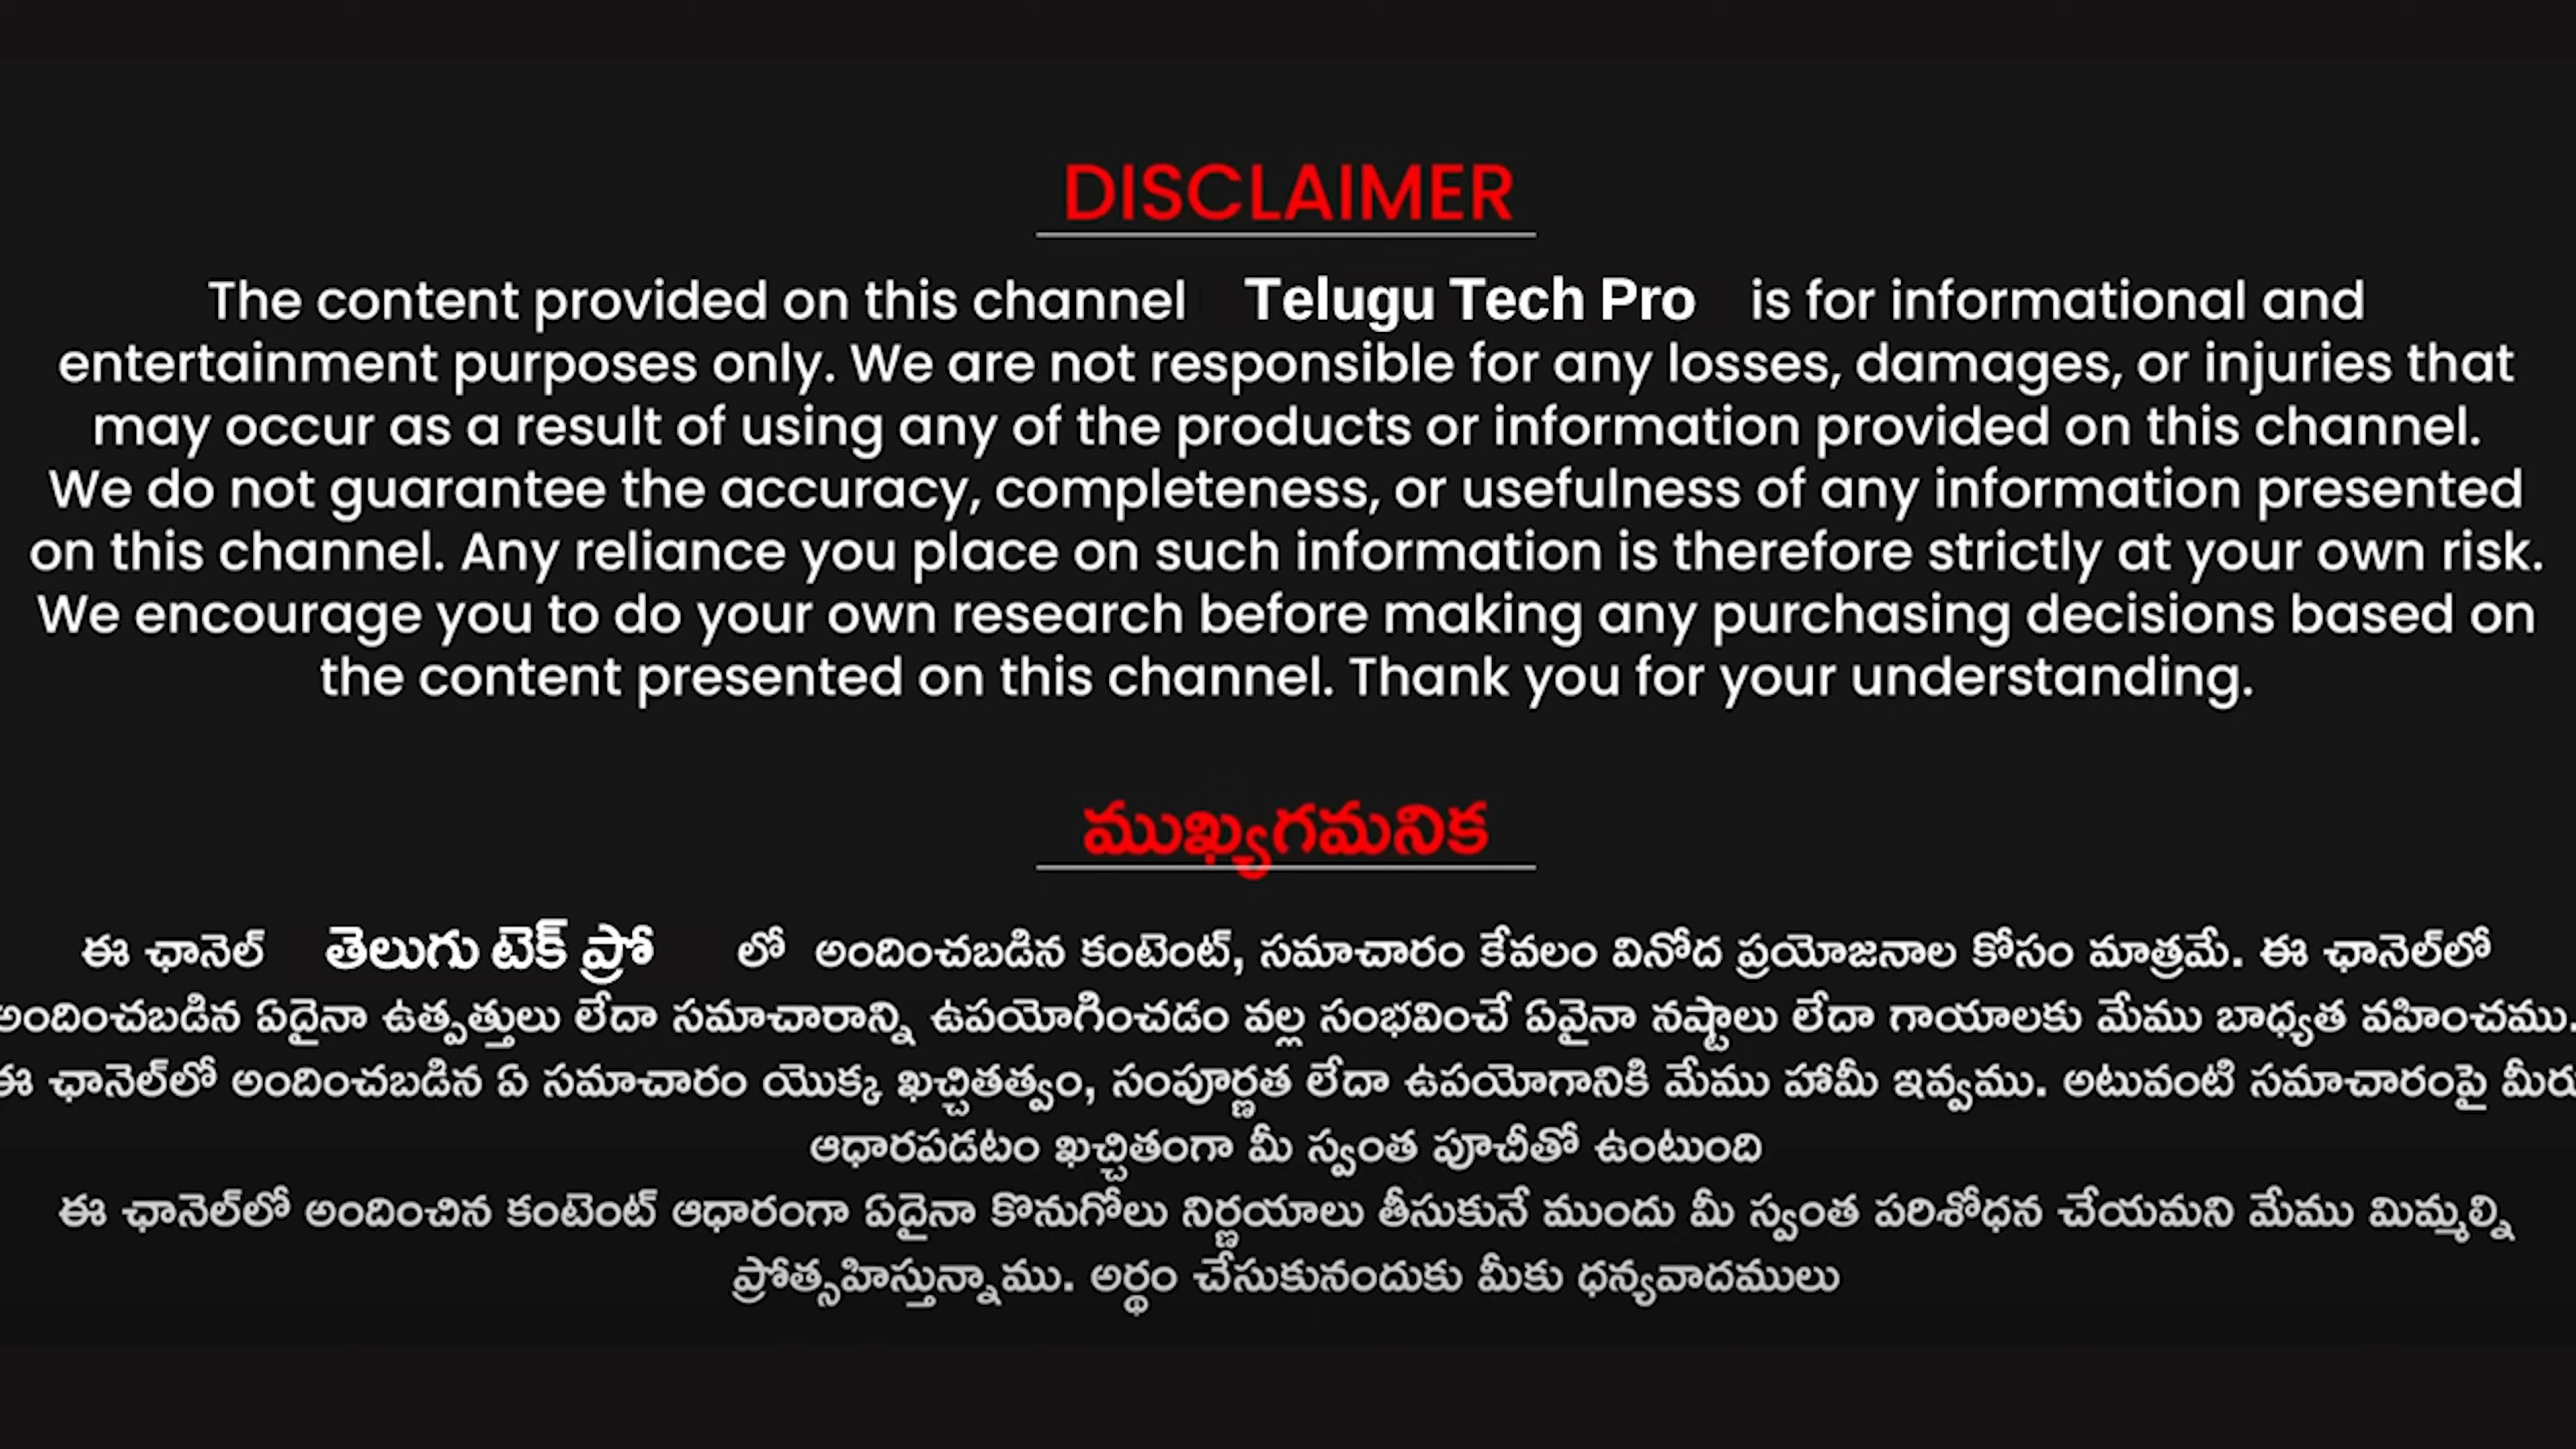 DISCLAIMER
The content provided on this channel Telugu Tech Pro is for informational and
entertainment purposes only. We are not responsible for any losses, damages, or injuries that
may occur as a result of using any of the products or information provided on this channel.
We do not guarantee the accuracy, completeness, or usefulness of any information presented
on this channel. Any reliance you place on such information is therefore strictly at your own risk.
We encourage you to do your own research before making any purchasing decisions based on
the content presented on this channel. Thank you for your understanding.
ముఖ్యగమనిక
ఈ ఛానెల్ తెలుగు టెక్ ప్రో లో అందించబడిన కంటెంట్, సమాచారం కేవలం వినోద ప్రయోజనాల కోసం మాత్రమే. ఈ ఛానెల్‌లో
అందించబడిన ఏదైనా ఉత్పత్తులు లేదా సమాచారాన్ని ఉపయోగించడం వల్ల సంభవించే ఏవైనా నష్టాలు లేదా గాయాలకు మేము బాధ్యత వహించము.
ఈ ఛానెల్‌లో అందించబడిన ఏ సమాచారం యొక్క ఖచ్చితత్వం, సంపూర్ణత లేదా ఉపయోగానికి మేము హామీ ఇవ్వము. అటువంటి సమాచారంపై మీరు
ఆధారపడటం ఖచ్చితంగా మీ స్వంత పూచీతో ఉంటుంది
ఈ ఛానెల్‌లో అందించిన కంటెంట్ ఆధారంగా ఏదైనా కొనుగోలు నిర్ణయాలు తీసుకునే ముందు మీ స్వంత పరిశోధన చేయమని మేము మిమ్మల్ని
ప్రోత్సహిస్తున్నాము. అర్థం చేసుకునందుకు మీకు ధన్యవాదములు